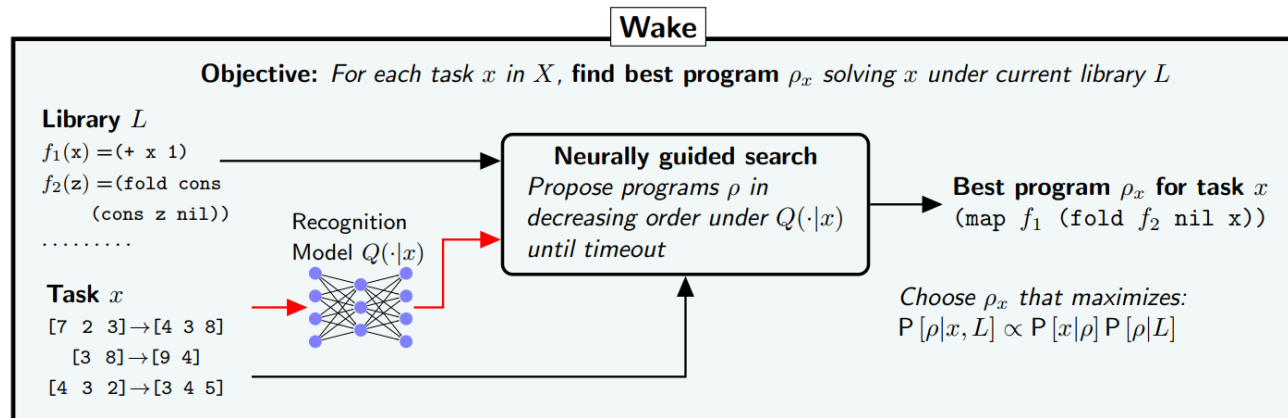 Wake
Objective: For each task x in X, find best program ρₓ solving x under current library L
Library L
f₁(x) =(+ x 1)
f₂(z) =(fold cons
(cons z nil))
.........
Recognition
Model Q(·|x)
Task x
[7 2 3]→[4 3 8]
[3 8]→[9 4]
[4 3 2]→[3 4 5]
Neurally guided search
Propose programs ρ in
decreasing order under Q(·|x)
until timeout
Best program ρₓ for task x
(map f₁ (fold f₂ nil x))
Choose ρₓ that maximizes:
P [ρ|x, L] ∝ P [x|ρ] P [ρ|L]